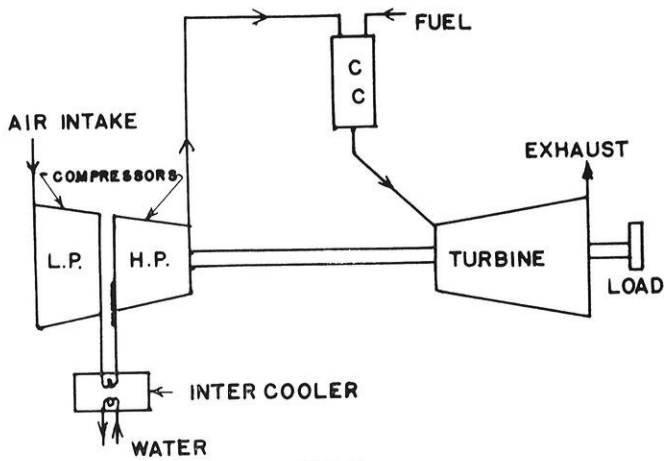 FUEL
C
C
AIR INTAKE
COMPRESSORS
EXHAUST
L.P.
H.P.
TURBINE
LOAD
INTER COOLER
WATER